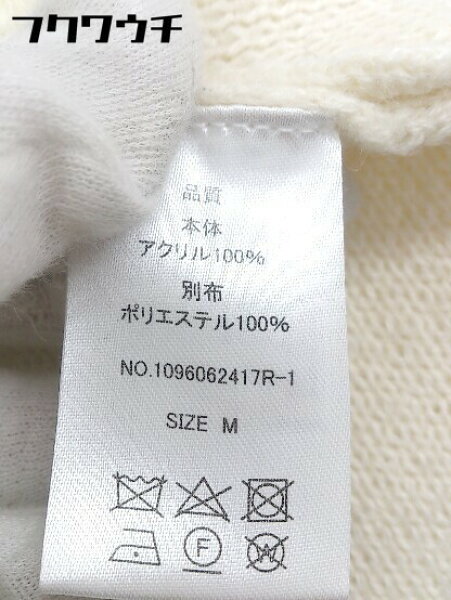 フクワウチ
品質
本体
アクリル100%
別布
ポリエステル100%
NO.1096062417R-1
SIZE M
F
W